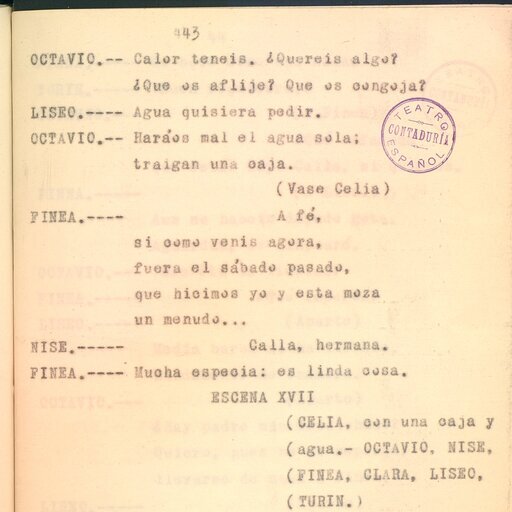 443
OCTAVIO.-- Calor teneis. ¿Quereis algo?
¿Que os aflije? Que os congoja?
LISEO.---- Agua quisiera pedir.
OCTAVIO.-- Haráos mal el agua sola;
traigan una caja.
(Vase Celia)
FINEA.---- A fé,
si como venis agora,
fuera el sábado pasado,
que hicimos yo y esta moza
un menudo...
NISE.----- Calla, hermana.
FINEA.---- Mucha especia: es linda cosa.
ESCENA XVII
(CELIA, con una caja y
(agua.- OCTAVIO, NISE,
(FINEA, CLARA, LISEO,
(TURIN.)
TEATRO
CONTADURÍA
ESPAÑOL